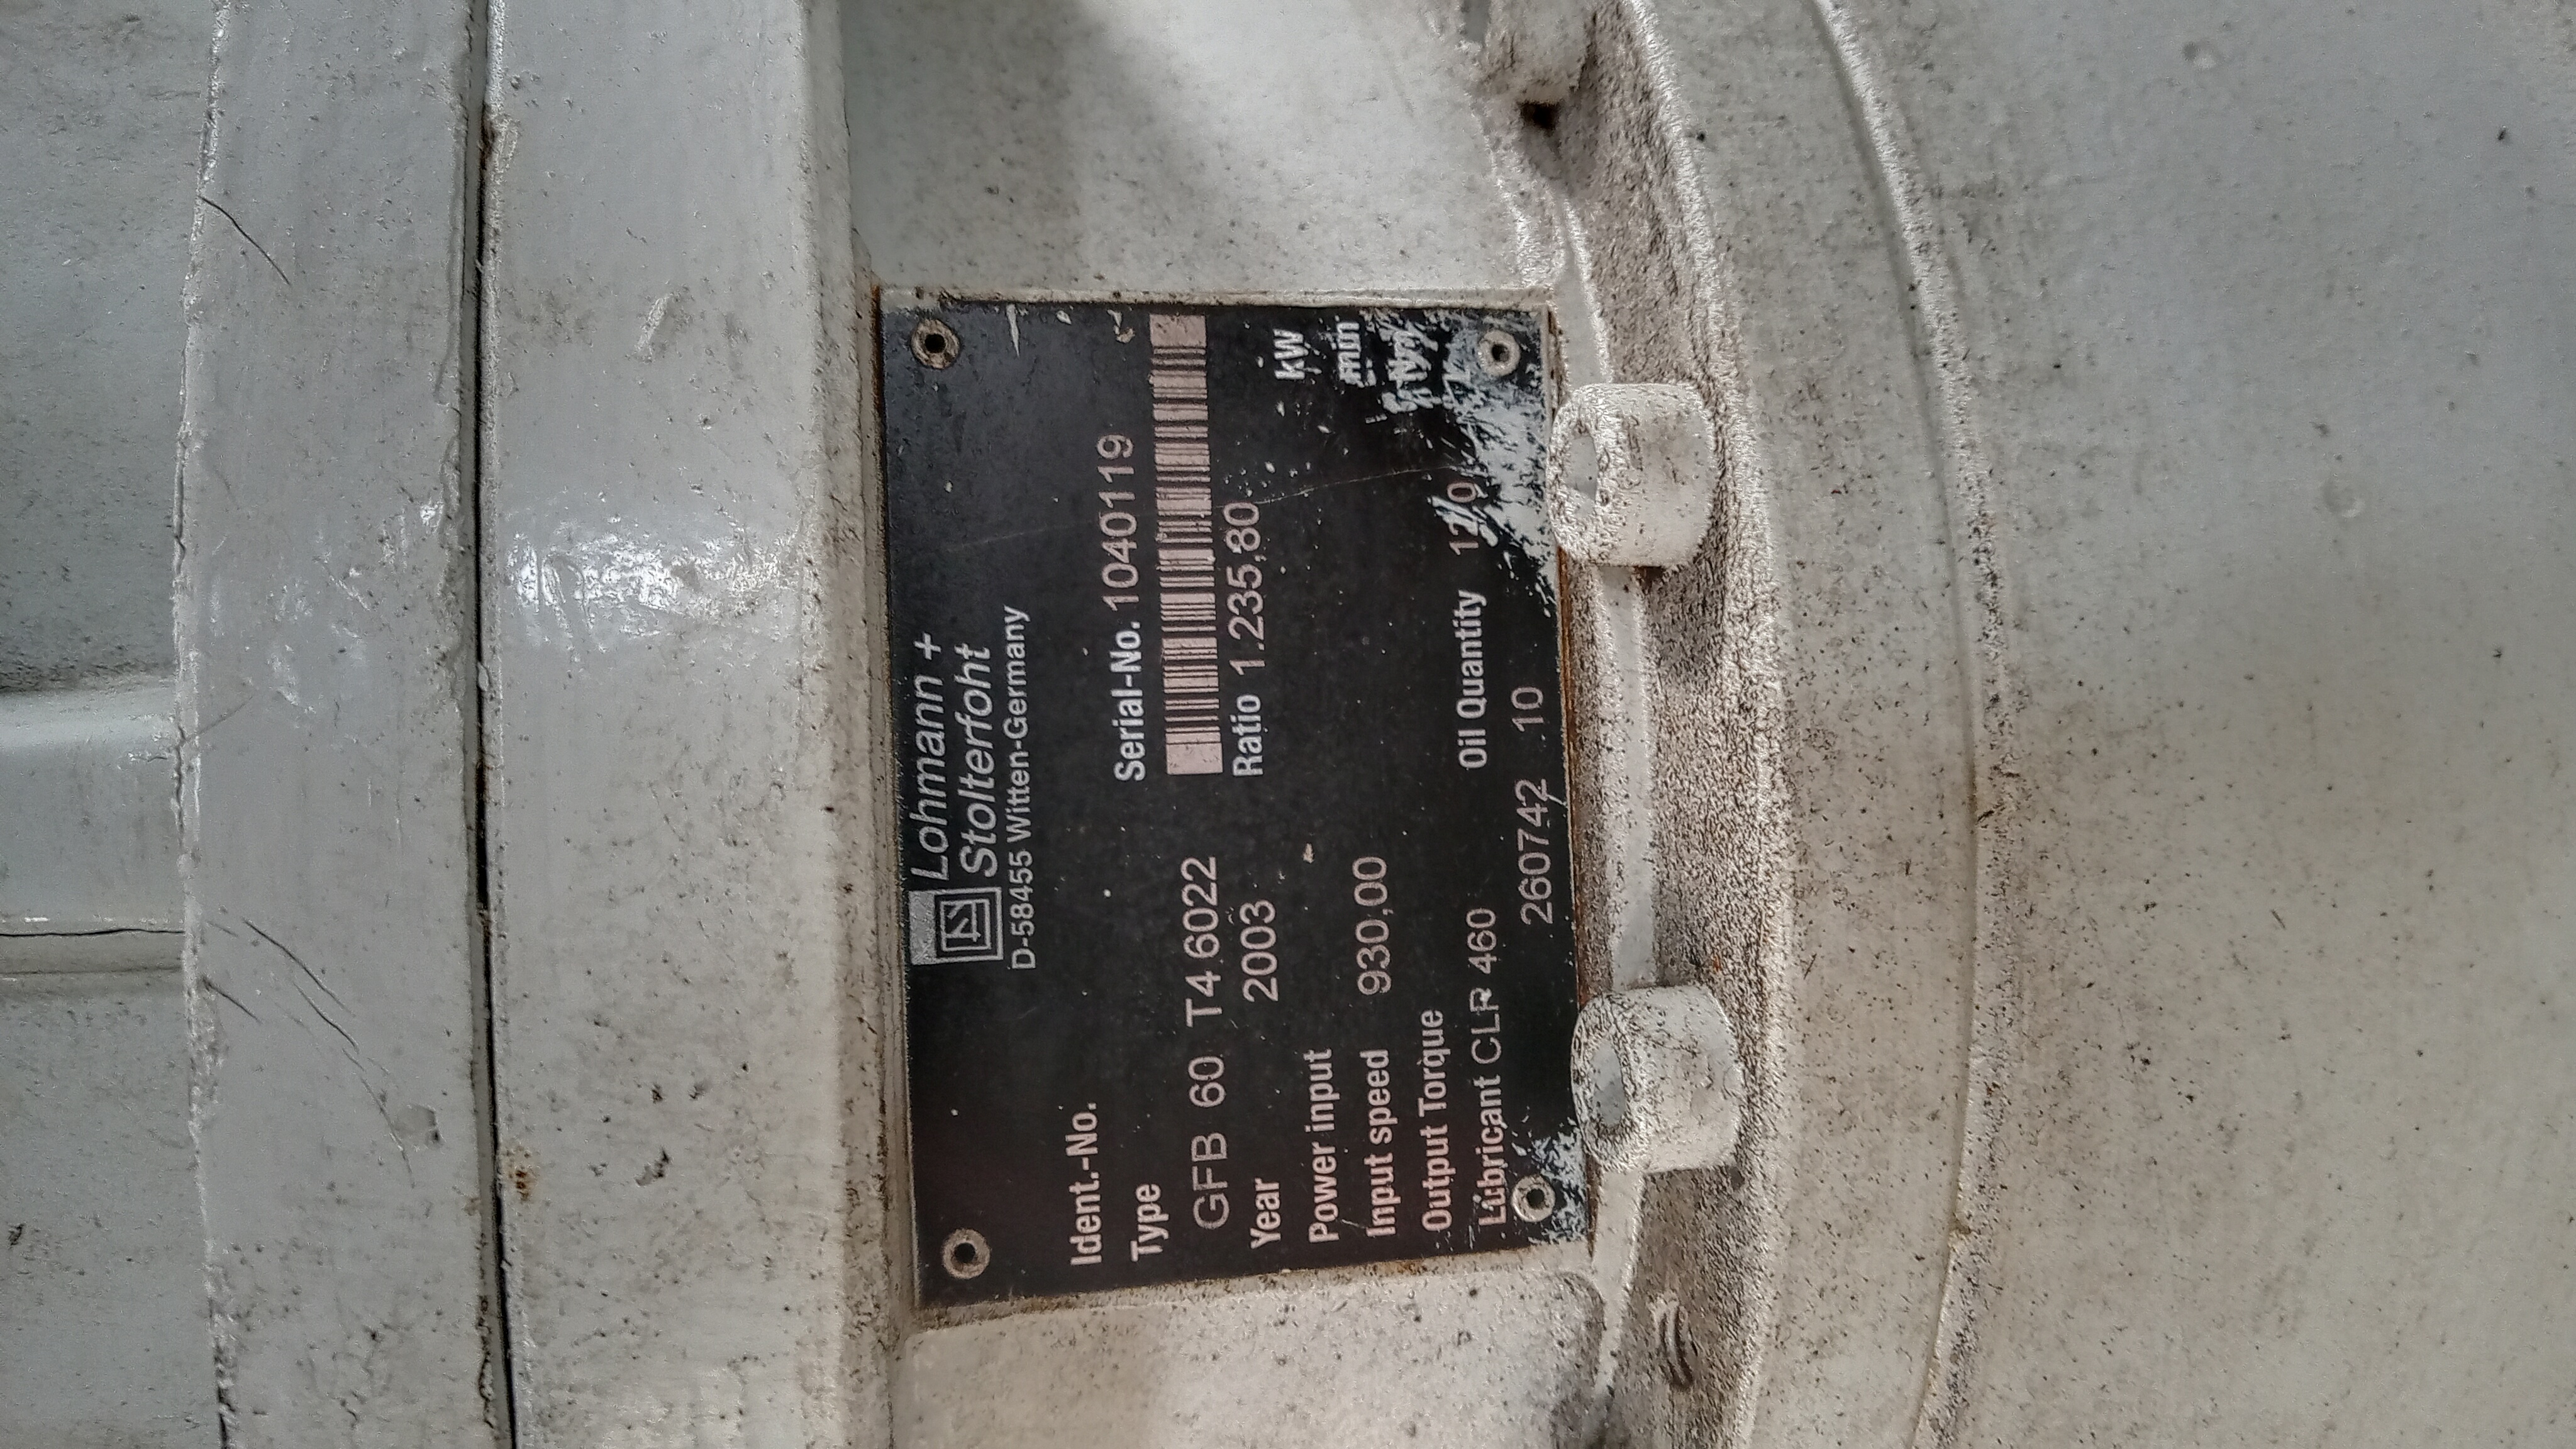 Lohmann +
Stolterfoht
D-58455 Witten-Germany
Ident.-No.
Serial-No. 1040119
Type
GFB 60 T4 6022
Year 2003
Ratio 1.235,80
Power input kW
Input speed 930,00 min
Output Torque
Lubricant CLP 460 Oil Quantity
260742 10